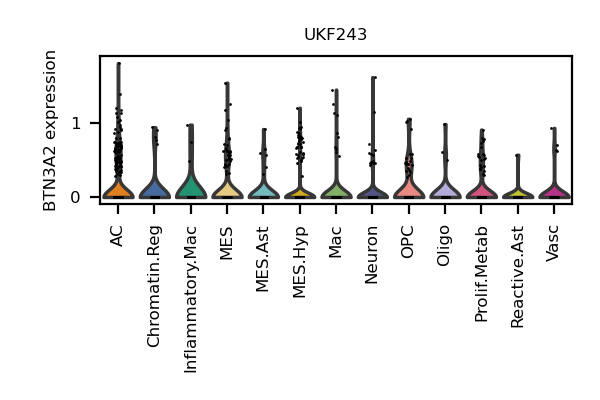 UKF243
BTN3A2 expression
1
0
AC
Chromatin.Reg
Inflammatory.Mac
MES
MES.Ast
MES.Hyp
Mac
Neuron
OPC
Oligo
Prolif.Metab
Reactive.Ast
Vasc